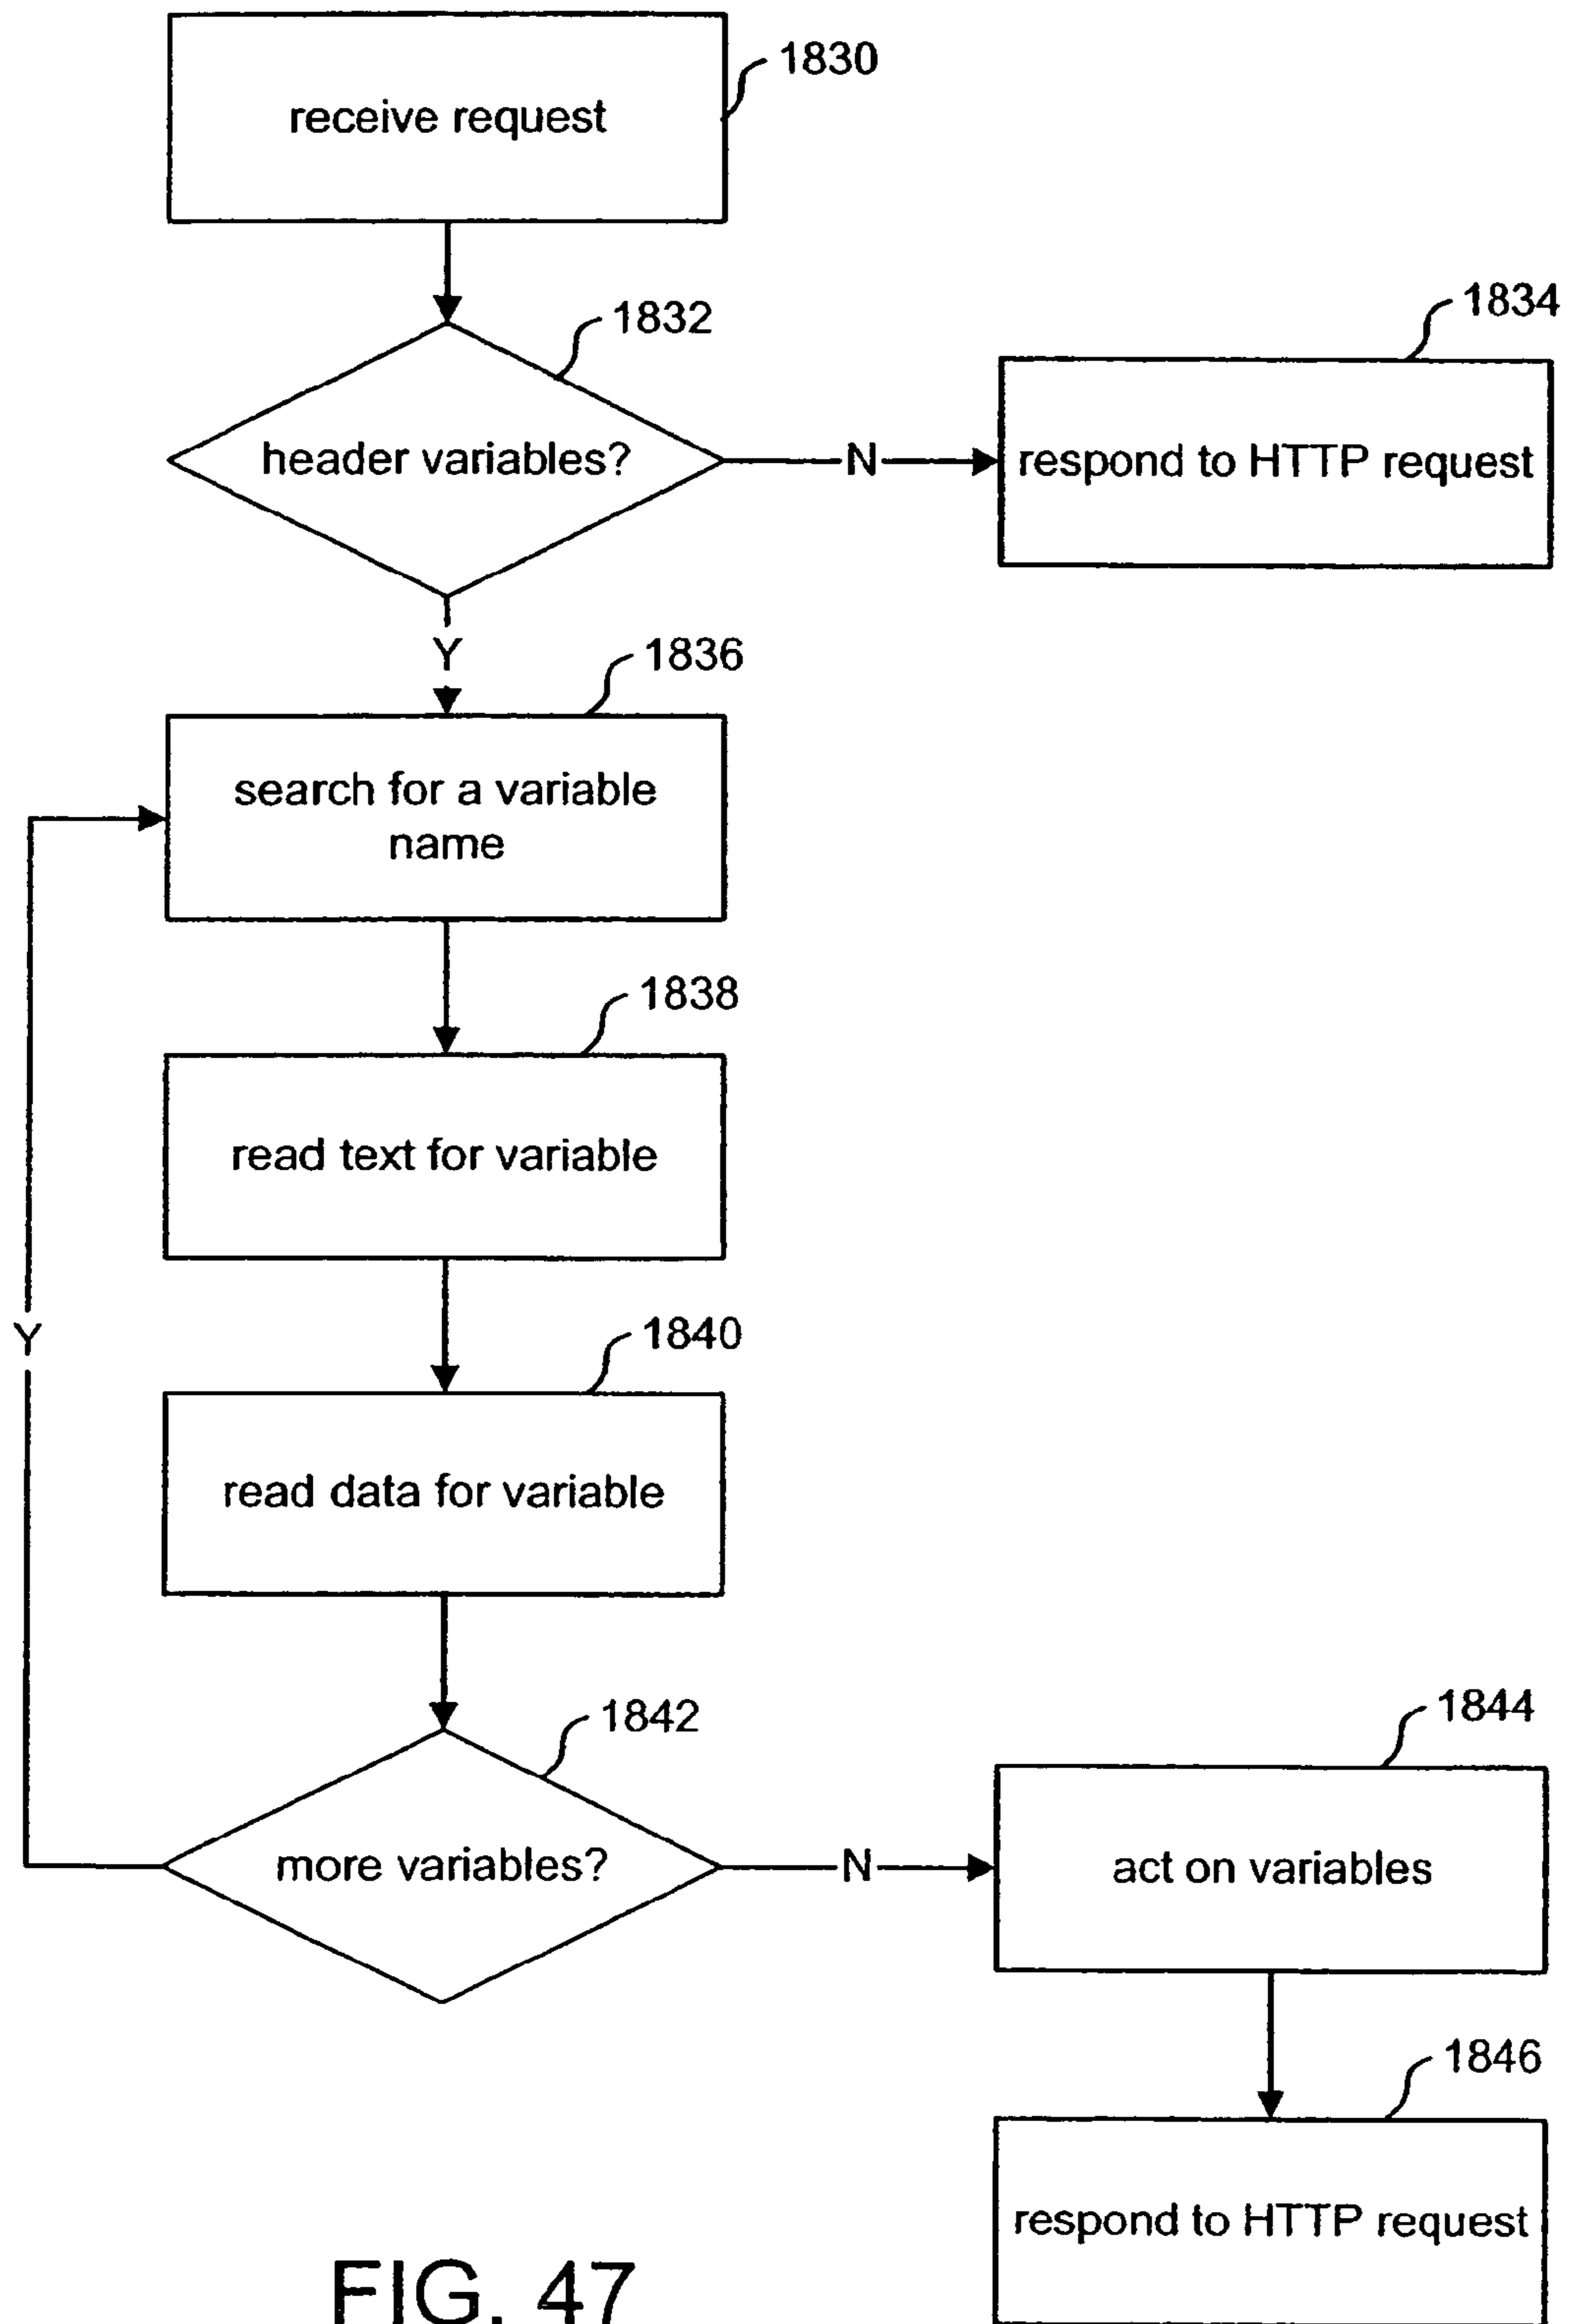 receive request
1830
1832
header variables?
N
1834
respond to HTTP request
Y
1836
search for a variable
name
1838
read text for variable
1840
read data for variable
Y
1842
more variables?
N
1844
act on variables
1846
respond to HTTP request
FIG. 47